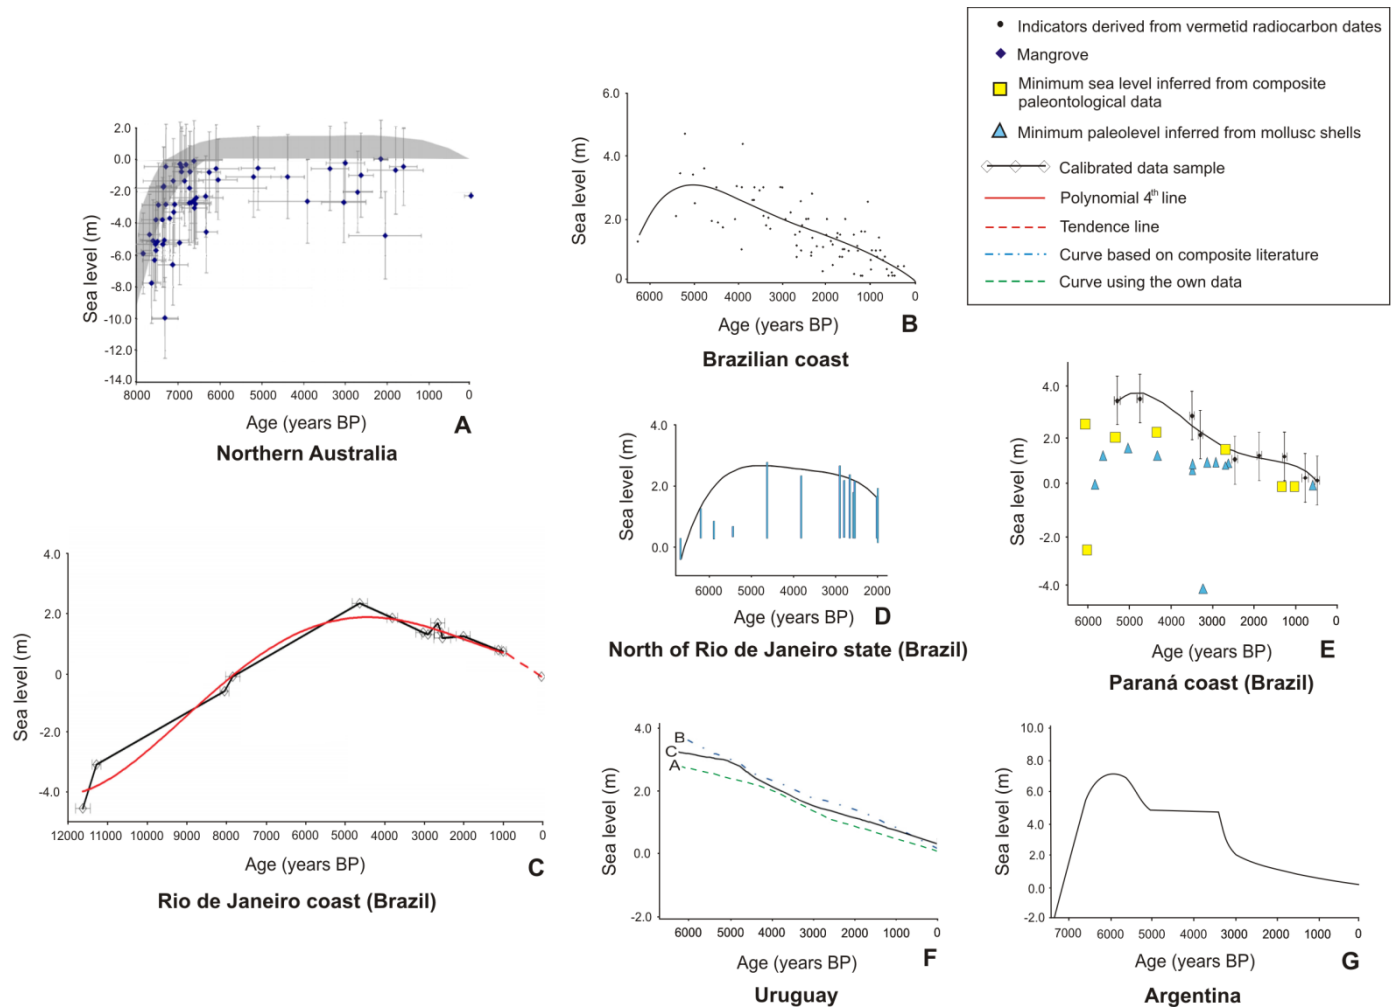 Indicators derived from vermetid radiocarbon dates
Mangrove
Minimum sea level inferred from composite
paleontological data
Minimum paleolevel inferred from mollusc shells
Calibrated data sample
Polynomial 4th line
Tendence line
Curve based on composite literature
Curve using the own data
2.0
0.0
-2.0
-4.0
-6.0
-8.0
-10.0
-12.0
-14.0
Sea level (m)
8000 7000 6000 5000 4000 3000 2000 1000 0
Age (years BP)
A
Northern Australia
6.0
4.0
2.0
0
Sea level (m)
6000 5000 4000 3000 2000 1000 0
Age (years BP)
B
Brazilian coast
4.0
2.0
0
-2.0
-4.0
Sea level (m)
12000 11000 10000 9000 8000 7000 6000 5000 4000 3000 2000 1000 0
Age (years BP)
C
Rio de Janeiro coast (Brazil)
4.0
2.0
0.0
Sea level (m)
6000 5000 4000 3000 2000
Age (years BP)
D
North of Rio de Janeiro state (Brazil)
4.0
2.0
0.0
-2.0
-4.0
Sea level (m)
6000 5000 4000 3000 2000 1000 0
Age (years BP)
E
Paraná coast (Brazil)
4.0
2.0
0.0
-2.0
Sea level (m)
B
C
A
6000 5000 4000 3000 2000 1000 0
Age (years BP)
F
Uruguay
10.0
8.0
6.0
4.0
2.0
0.0
-2.0
Sea level (m)
7000 6000 5000 4000 3000 2000 1000 0
Age (years BP)
G
Argentina